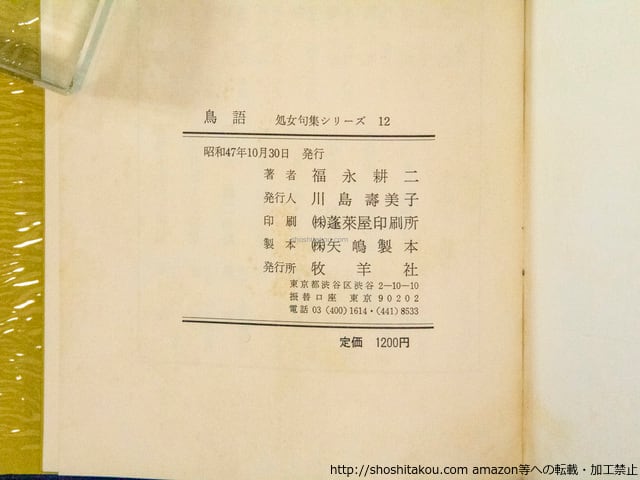 鳥語 処女句集シリーズ 12
昭和47年10月30日 発行
著者 福永耕二
発行人 川島壽美子
印刷 ㈱蓬萊屋印刷所
製本 ㈱矢嶋製本
発行所 牧羊社
東京都渋谷区渋谷 2-10-10
振替口座 東京 90202
電話 03 (400) 1614・(441) 8533
定価 1200円
shoshitakou.com
http://shoshitakou.com amazon等への転載・加工禁止